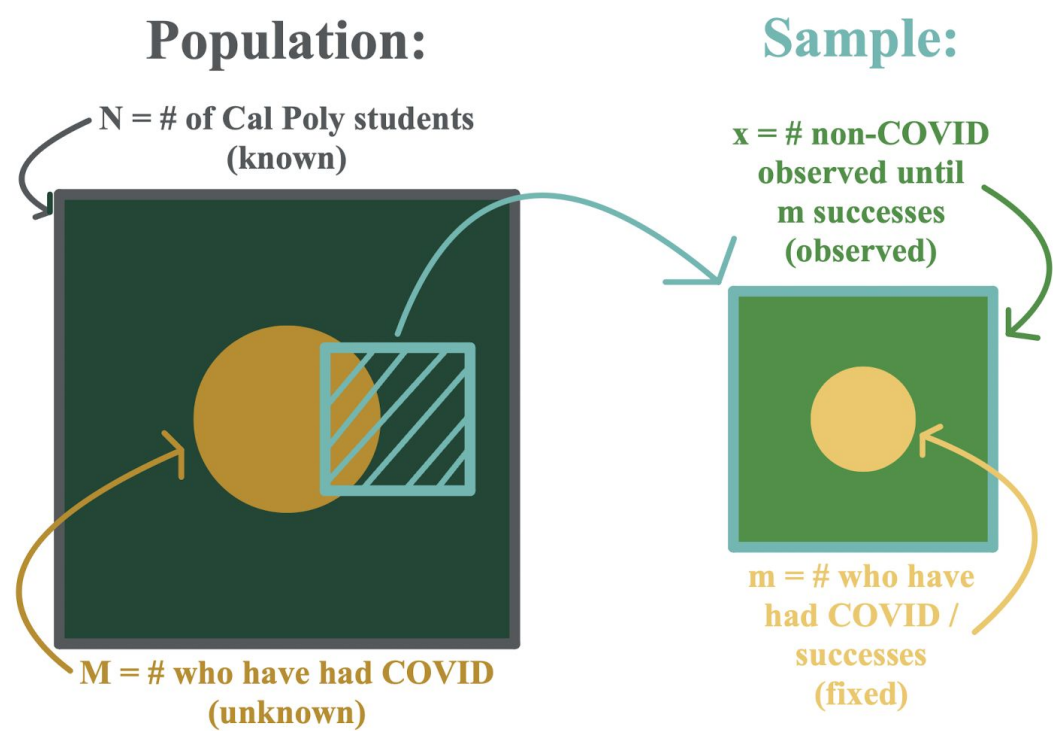 Population:
N = # of Cal Poly students
(known)
M = # who have had COVID
(unknown)
Sample:
x = # non-COVID
observed until
m successes
(observed)
m = # who have
had COVID /
successes
(fixed)